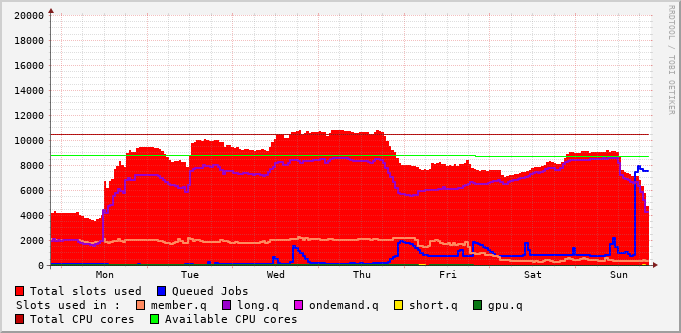 RRDTOOL / TOBI OETIKER
20000
18000
16000
14000
12000
10000
8000
6000
4000
2000
0
Mon Tue Wed Thu Fri Sat Sun
Total slots used Queued Jobs
Slots used in : member.q long.q ondemand.q short.q gpu.q
Total CPU cores Available CPU cores